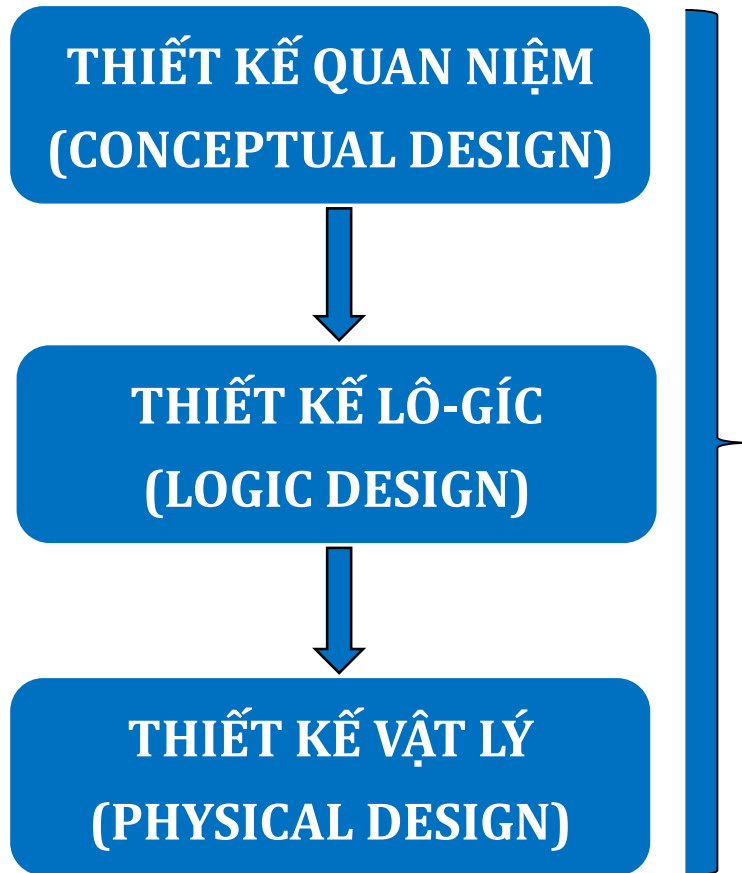 THIẾT KẾ QUAN NIỆM
(CONCEPTUAL DESIGN)
THIẾT KẾ LÔ-GÍC
(LOGIC DESIGN)
THIẾT KẾ VẬT LÝ
(PHYSICAL DESIGN)